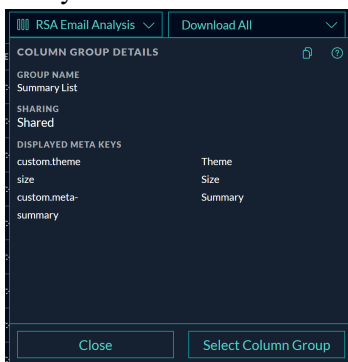 RSA Email Analysis
Download All
COLUMN GROUP DETAILS
GROUP NAME
Summary List
SHARING
Shared
DISPLAYED META KEYS
custom.theme Theme
size Size
custom.meta- Summary
summary
Close
Select Column Group